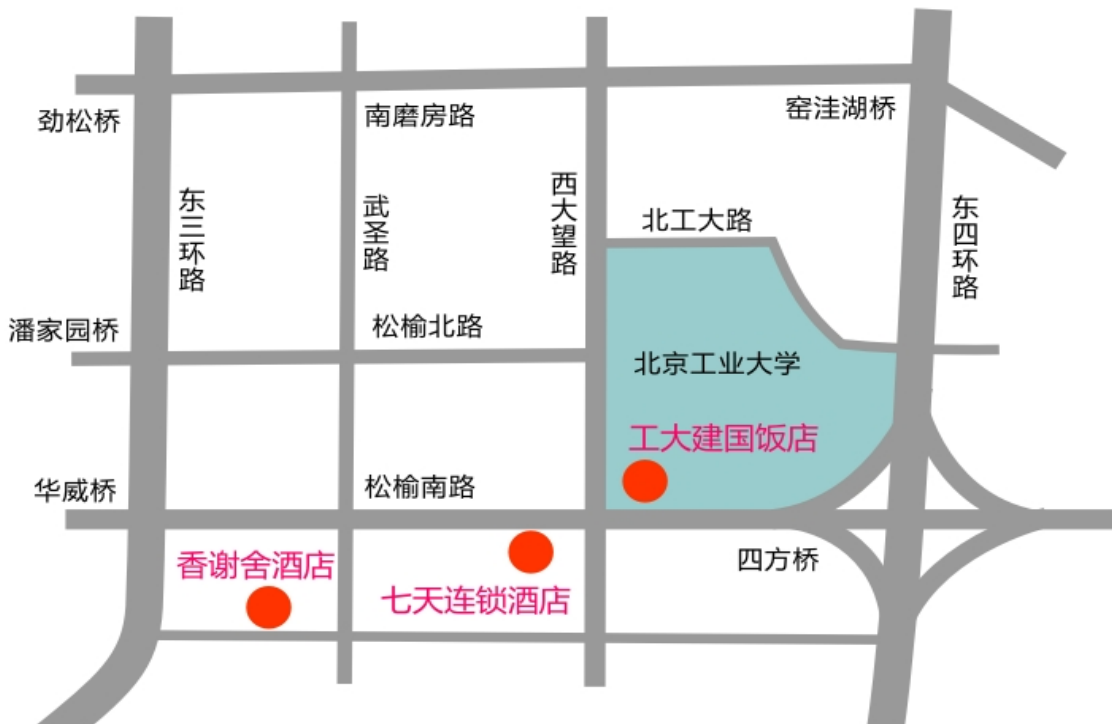 劲松桥
南磨房路
窑洼湖桥
东三环路
武圣路
西大望路
北工大路
东四环路
潘家园桥
松榆北路
北京工业大学
工大建国饭店
华威桥
松榆南路
香谢舍酒店
七天连锁酒店
四方桥